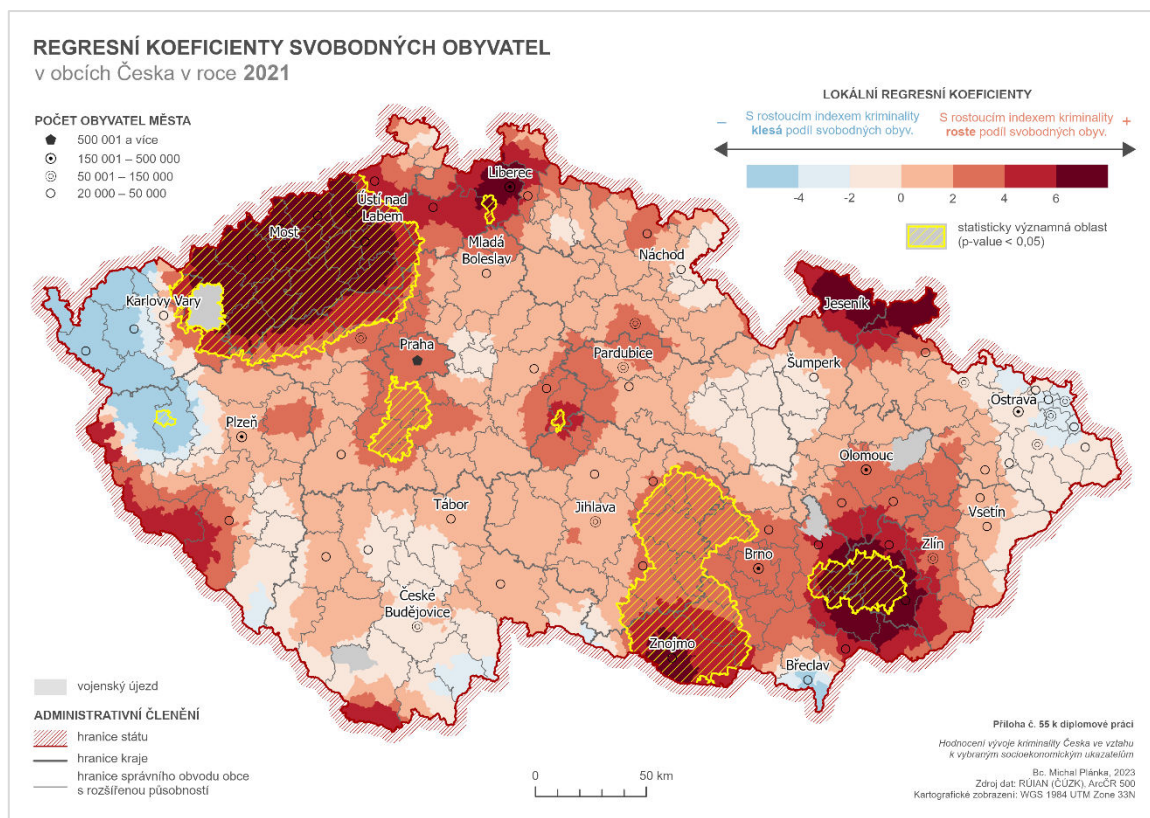 REGRESNÍ KOEFICIENTY SVOBODNÝCH OBYVATEL
v obcích Česka v roce 2021
POČET OBYVATEL MĚSTA
500 001 a více
150 001 – 500 000
50 001 – 150 000
20 000 – 50 000
LOKÁLNÍ REGRESNÍ KOEFICIENTY
– S rostoucím indexem kriminality
klesá podíl svobodných obyv.
S rostoucím indexem kriminality +
roste podíl svobodných obyv.
-4 -2 0 2 4 6
statisticky významná oblast
(p-value < 0,05)
Liberec
Ústí nad
Labem
Most
Mladá
Boleslav
Náchod
Karlovy Vary
Jeseník
Praha
Pardubice
Šumperk
Ostrava
Plzeň
Olomouc
Tábor
Jihlava
Vsetín
Brno
Zlín
České
Budějovice
Znojmo
Břeclav
vojenský újezd
ADMINISTRATIVNÍ ČLENĚNÍ
hranice státu
hranice kraje
hranice správního obvodu obce
s rozšířenou působností
0 50 km
Příloha č. 55 k diplomové práci
Hodnocení vývoje kriminality Česka ve vztahu
k vybraným socioekonomickým ukazatelům
Bc. Michal Plánka, 2023
Zdroj dat: RÚIAN (ČÚZK), ArcČR 500
Kartografické zobrazení: WGS 1984 UTM Zone 33N